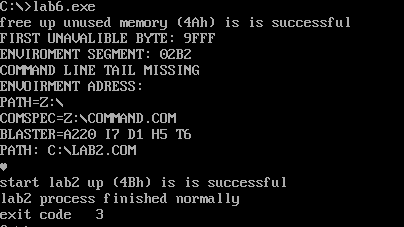 C:\>lab6.exe
free up unused memory (4Ah) is is successful
FIRST UNAVALIBLE BYTE: 9FFF
ENVIROMENT SEGMENT: 02B2
COMMAND LINE TAIL MISSING
ENVOIRMENT ADRESS:
PATH=Z:\
COMSPEC=Z:\COMMAND.COM
BLASTER=A220 I7 D1 H5 T6
PATH: C:\LAB2.COM
♥
start lab2 up (4Bh) is is successful
lab2 process finished normally
exit code   3